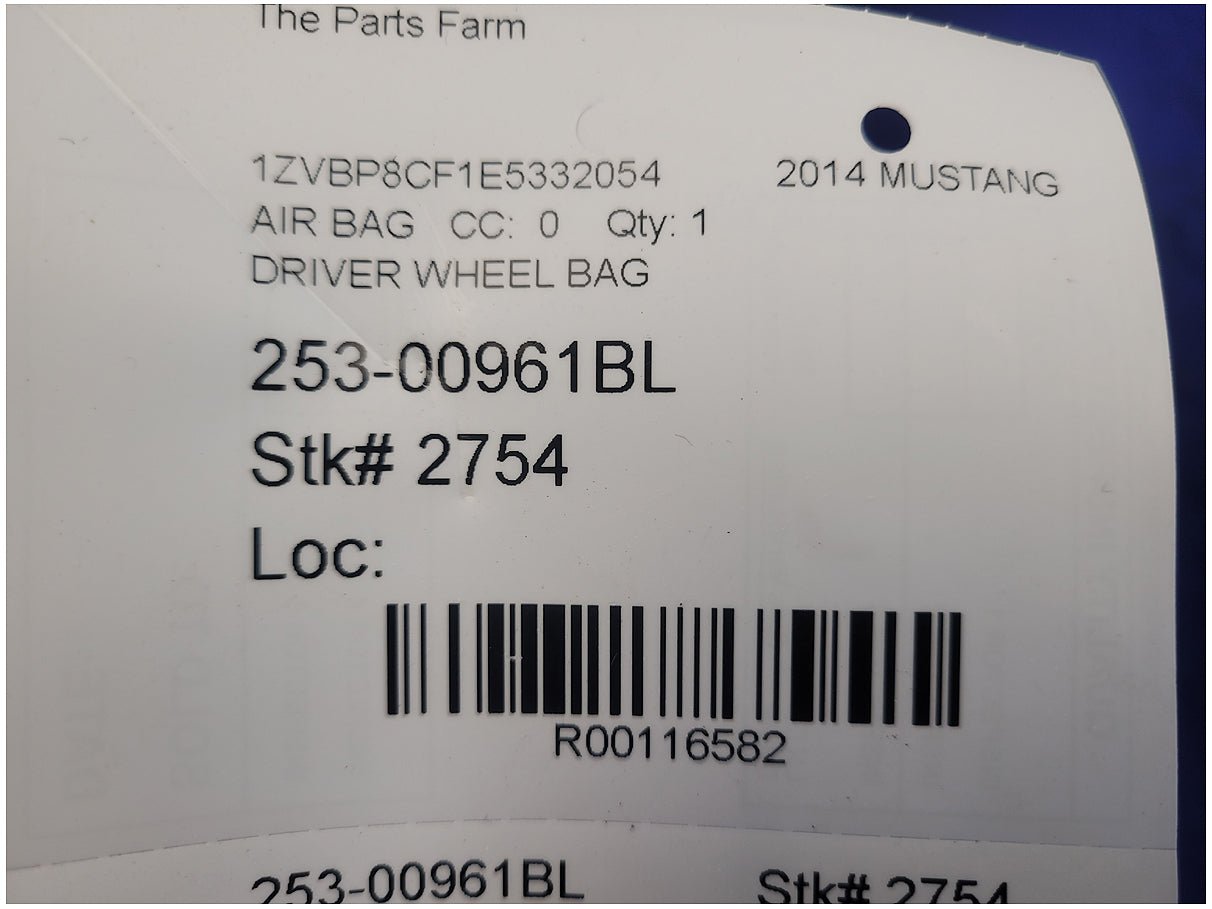 The Parts Farm
1ZVBP8CF1E5332054 2014 MUSTANG
AIR BAG CC: 0 Qty: 1
DRIVER WHEEL BAG
253-00961BL
Stk# 2754
Loc:
R00116582
253-00961BL Stk# 2754